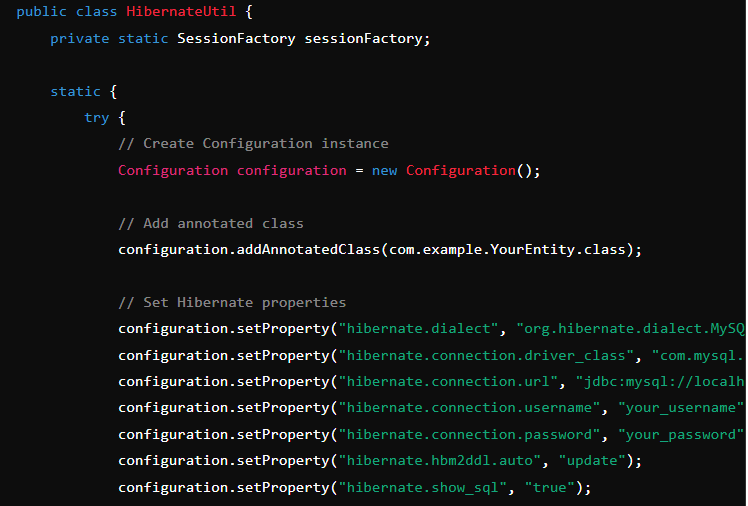 public class HibernateUtil {
private static SessionFactory sessionFactory;
static {
try {
// Create Configuration instance
Configuration configuration = new Configuration();
// Add annotated class
configuration.addAnnotatedClass(com.example.YourEntity.class);
// Set Hibernate properties
configuration.setProperty("hibernate.dialect", "org.hibernate.dialect.MySQ
configuration.setProperty("hibernate.connection.driver_class", "com.mysql.
configuration.setProperty("hibernate.connection.url", "jdbc:mysql://localh
configuration.setProperty("hibernate.connection.username", "your_username"
configuration.setProperty("hibernate.connection.password", "your_password"
configuration.setProperty("hibernate.hbm2ddl.auto", "update");
configuration.setProperty("hibernate.show_sql", "true");